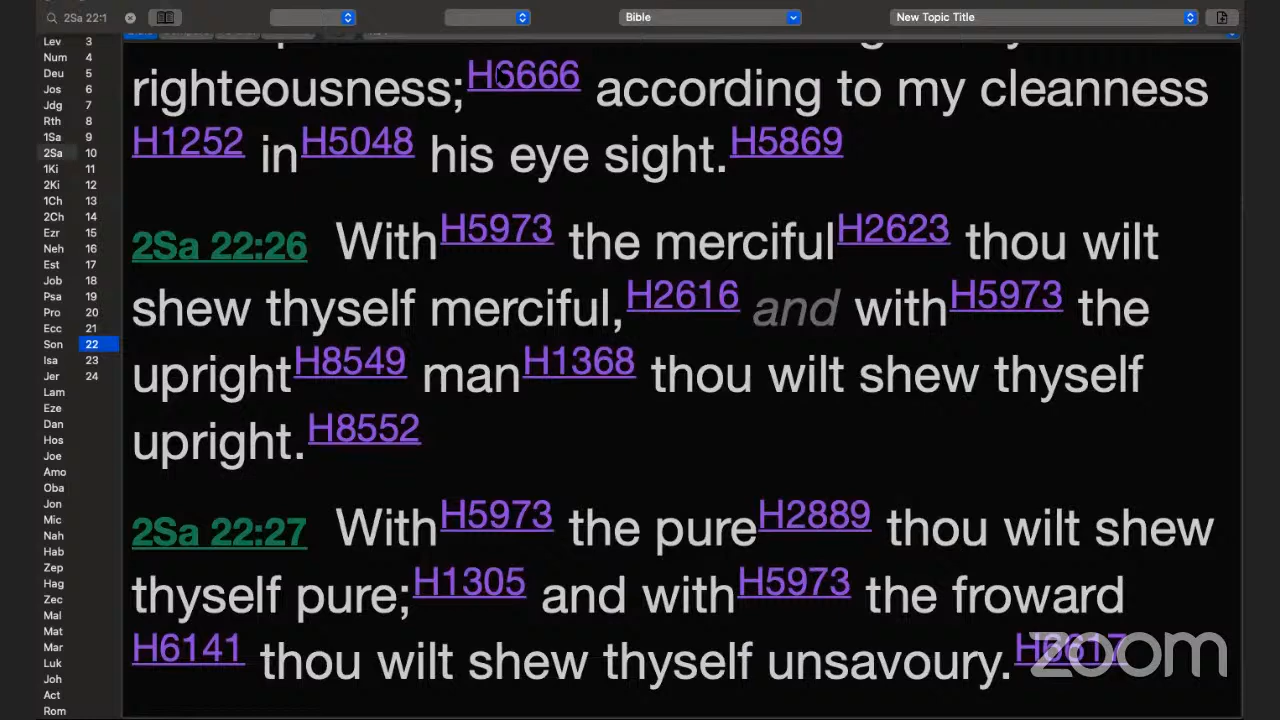 2Sa 22:1
Bible
New Topic Title
Lev 3
Num 4
Deu 5
Jos 6
Jdg 7
Rth 8
1Sa 9
2Sa 10
1Ki 11
2Ki 12
1Ch 13
2Ch 14
Ezr 15
Neh 16
Est 17
Job 18
Psa 19
Pro 20
Ecc 21
Son 22
Isa 23
Jer 24
Lam
Eze
Dan
Hos
Joe
Amo
Oba
Jon
Mic
Nah
Hab
Zep
Hag
Zec
Mal
Mat
Mar
Luk
Joh
Act
Rom
righteousness;H6666 according to my cleanness
H1252 inH5048 his eye sight.H5869
2Sa 22:26 WithH5973 the mercifulH2623 thou wilt
shew thyself merciful,H2616 and withH5973 the
uprightH8549 manH1368 thou wilt shew thyself
upright.H8552
2Sa 22:27 WithH5973 the pureH2889 thou wilt shew
thyself pure;H1305 and withH5973 the froward
H6141 thou wilt shew thyself unsavoury.H6617
zoom